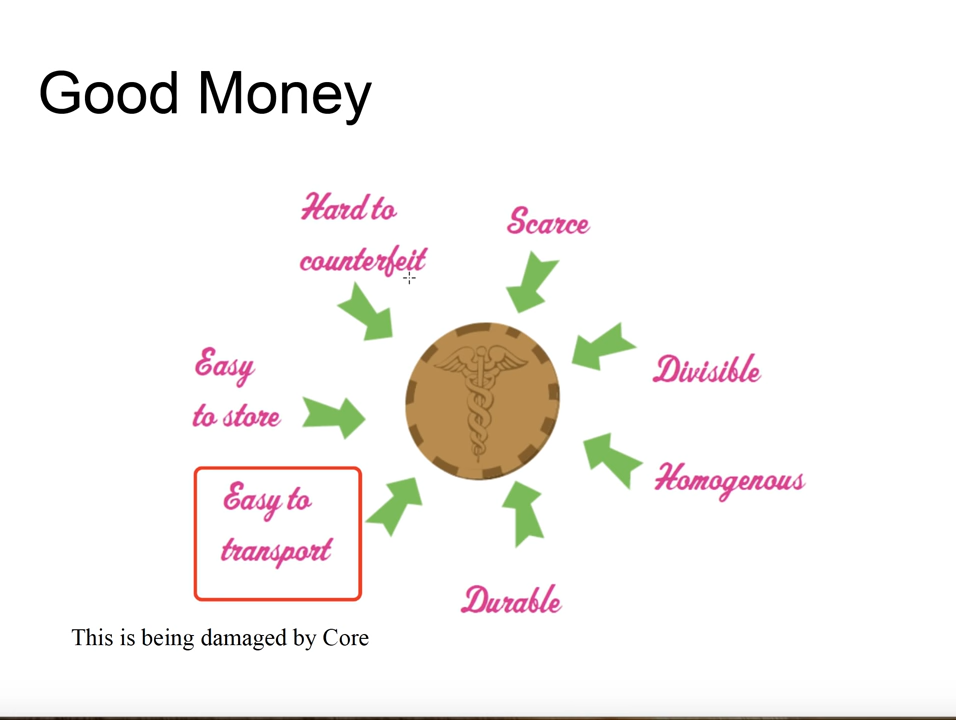 Good Money
Hard to
counterfeit
Scarce
Easy
to store
Divisible
Easy to
transport
Homogenous
Durable
This is being damaged by Core